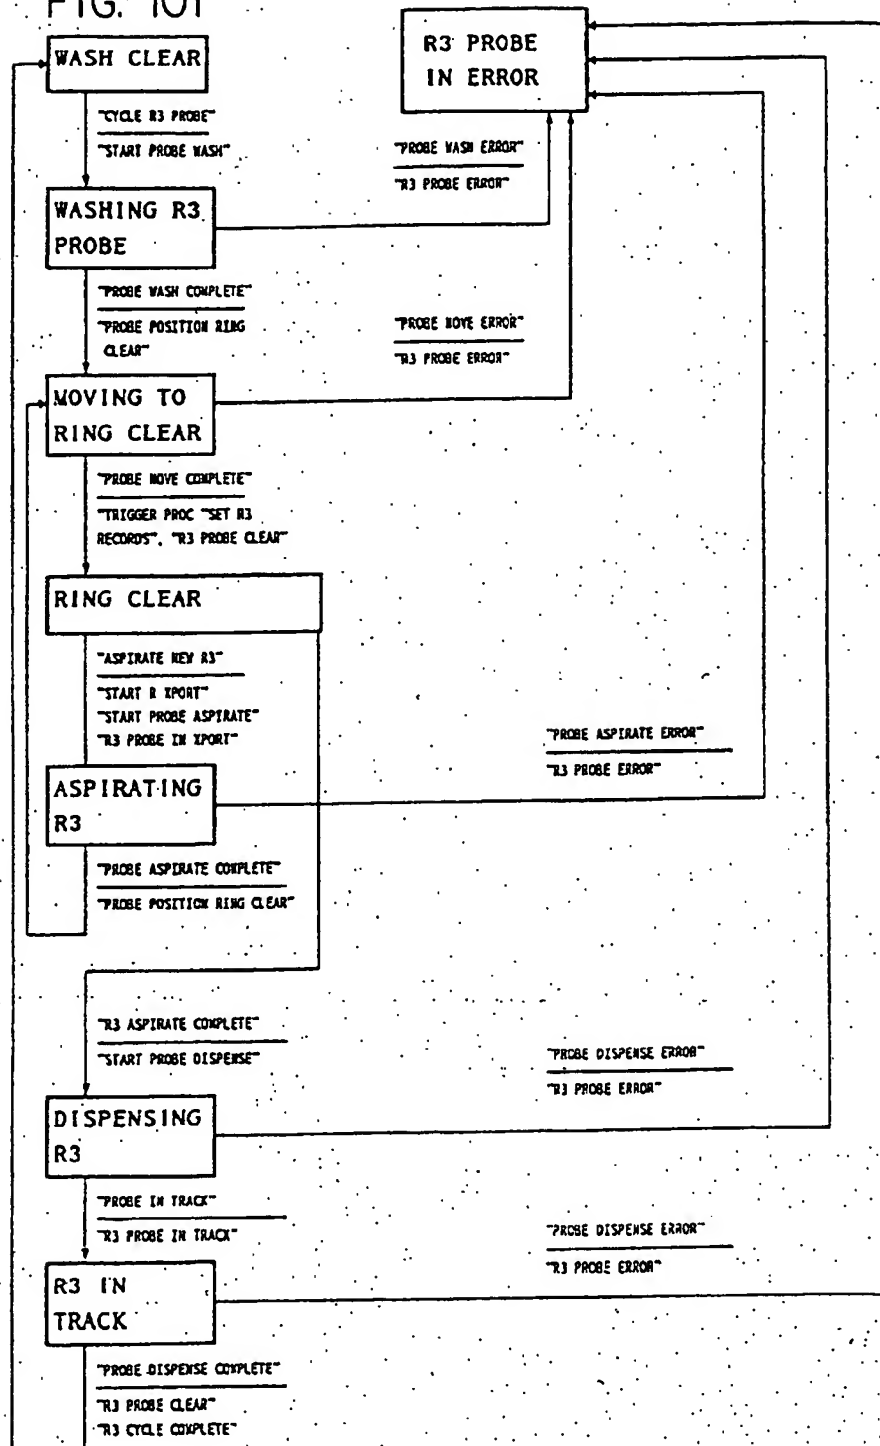 FIG. 101
WASH CLEAR
"CYCLE R3 PROBE"
"START PROBE WASH"
R3 PROBE
IN ERROR
"PROBE WASH ERROR"
"R3 PROBE ERROR"
WASHING R3
PROBE
"PROBE WASH COMPLETE"
"PROBE POSITION RING
CLEAR"
"PROBE MOVE ERROR"
"R3 PROBE ERROR"
MOVING TO
RING CLEAR
"PROBE MOVE COMPLETE"
"TRIGGER PROC "SET R3
RECORDS", "R3 PROBE CLEAR"
RING CLEAR
"ASPIRATE NEW R3"
"START R XPORT"
"START PROBE ASPIRATE"
"R3 PROBE IN XPORT"
"PROBE ASPIRATE ERROR"
"R3 PROBE ERROR"
ASPIRATING
R3
"PROBE ASPIRATE COMPLETE"
"PROBE POSITION RING CLEAR"
"R3 ASPIRATE COMPLETE"
"START PROBE DISPENSE"
"PROBE DISPENSE ERROR"
"R3 PROBE ERROR"
DISPENSING
R3
"PROBE IN TRACK"
"R3 PROBE IN TRACK"
"PROBE DISPENSE ERROR"
"R3 PROBE ERROR"
R3 IN
TRACK
"PROBE DISPENSE COMPLETE"
"R3 PROBE CLEAR"
"R3 CYCLE COMPLETE"